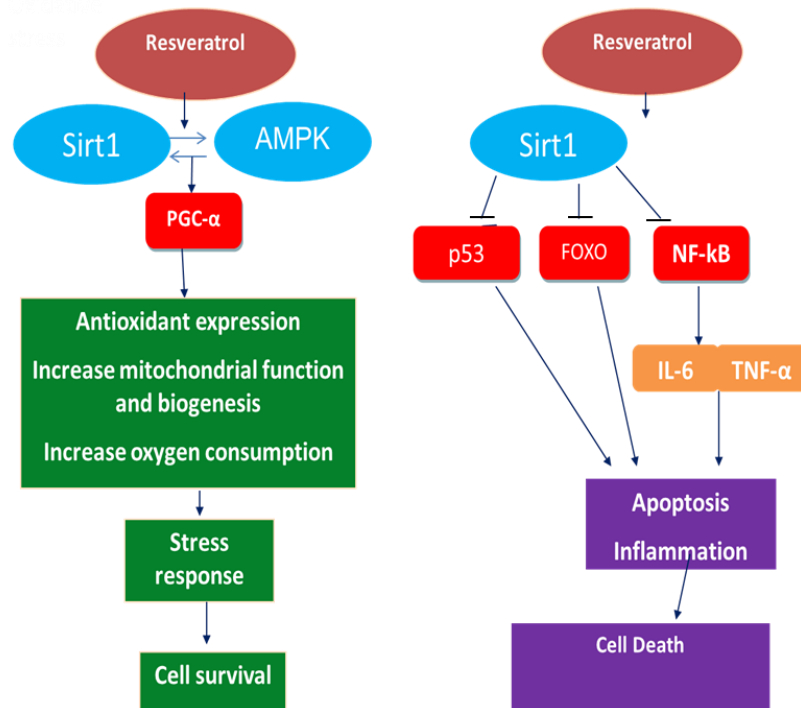 Resveratrol
Sirt1
AMPK
PGC-α
Antioxidant expression
Increase mitochondrial function
and biogenesis
Increase oxygen consumption
Stress
response
Cell survival
Resveratrol
Sirt1
p53
FOXO
NF-kB
IL-6
TNF-α
Apoptosis
Inflammation
Cell Death